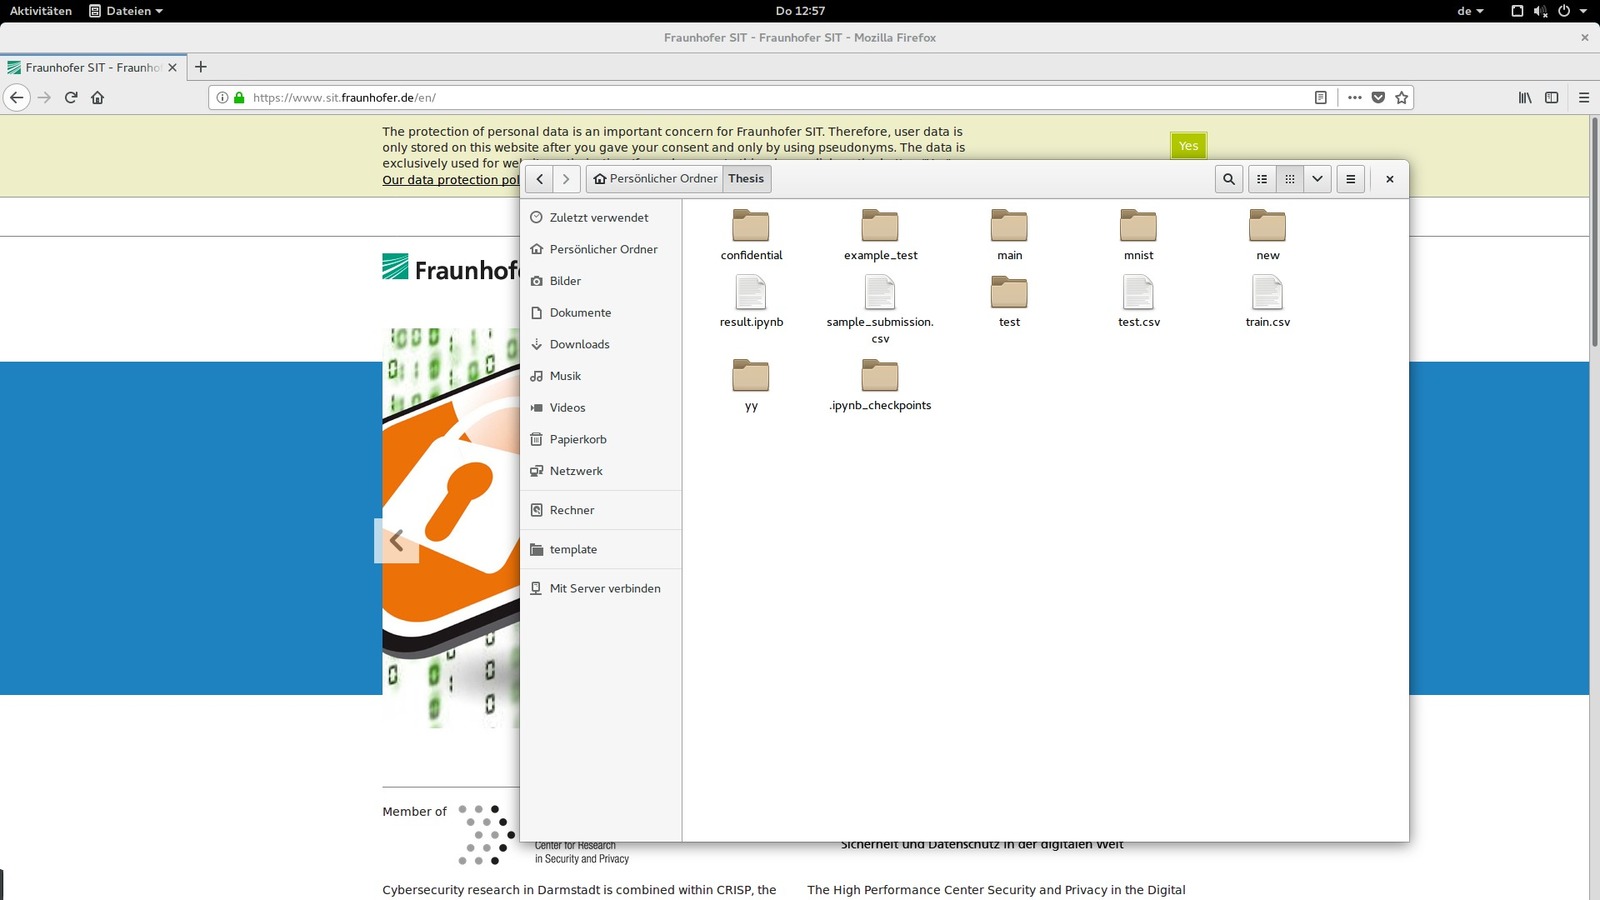 Aktivitäten Dateien Do 12:57 de
Fraunhofer SIT - Fraunhofer SIT - Mozilla Firefox
Fraunhofer SIT - Fraunho
https://www.sit.fraunhofer.de/en/
The protection of personal data is an important concern for Fraunhofer SIT. Therefore, user data is
only stored on this website after you gave your consent and only by using pseudonyms. The data is
exclusively used for
Our data protection
Yes
Fraunhof
Persönlicher Ordner Thesis
Zuletzt verwendet
Persönlicher Ordner
Bilder
Dokumente
Downloads
Musik
Videos
Papierkorb
Netzwerk
Rechner
template
Mit Server verbinden
confidential example_test main mnist new
result.ipynb sample_submission. test test.csv train.csv
csv
yy .ipynb_checkpoints
Member of
Center for Research
in Security and Privacy
Sicherheit und Datenschutz in der digitalen Welt
Cybersecurity research in Darmstadt is combined within CRISP, the
The High Performance Center Security and Privacy in the Digital